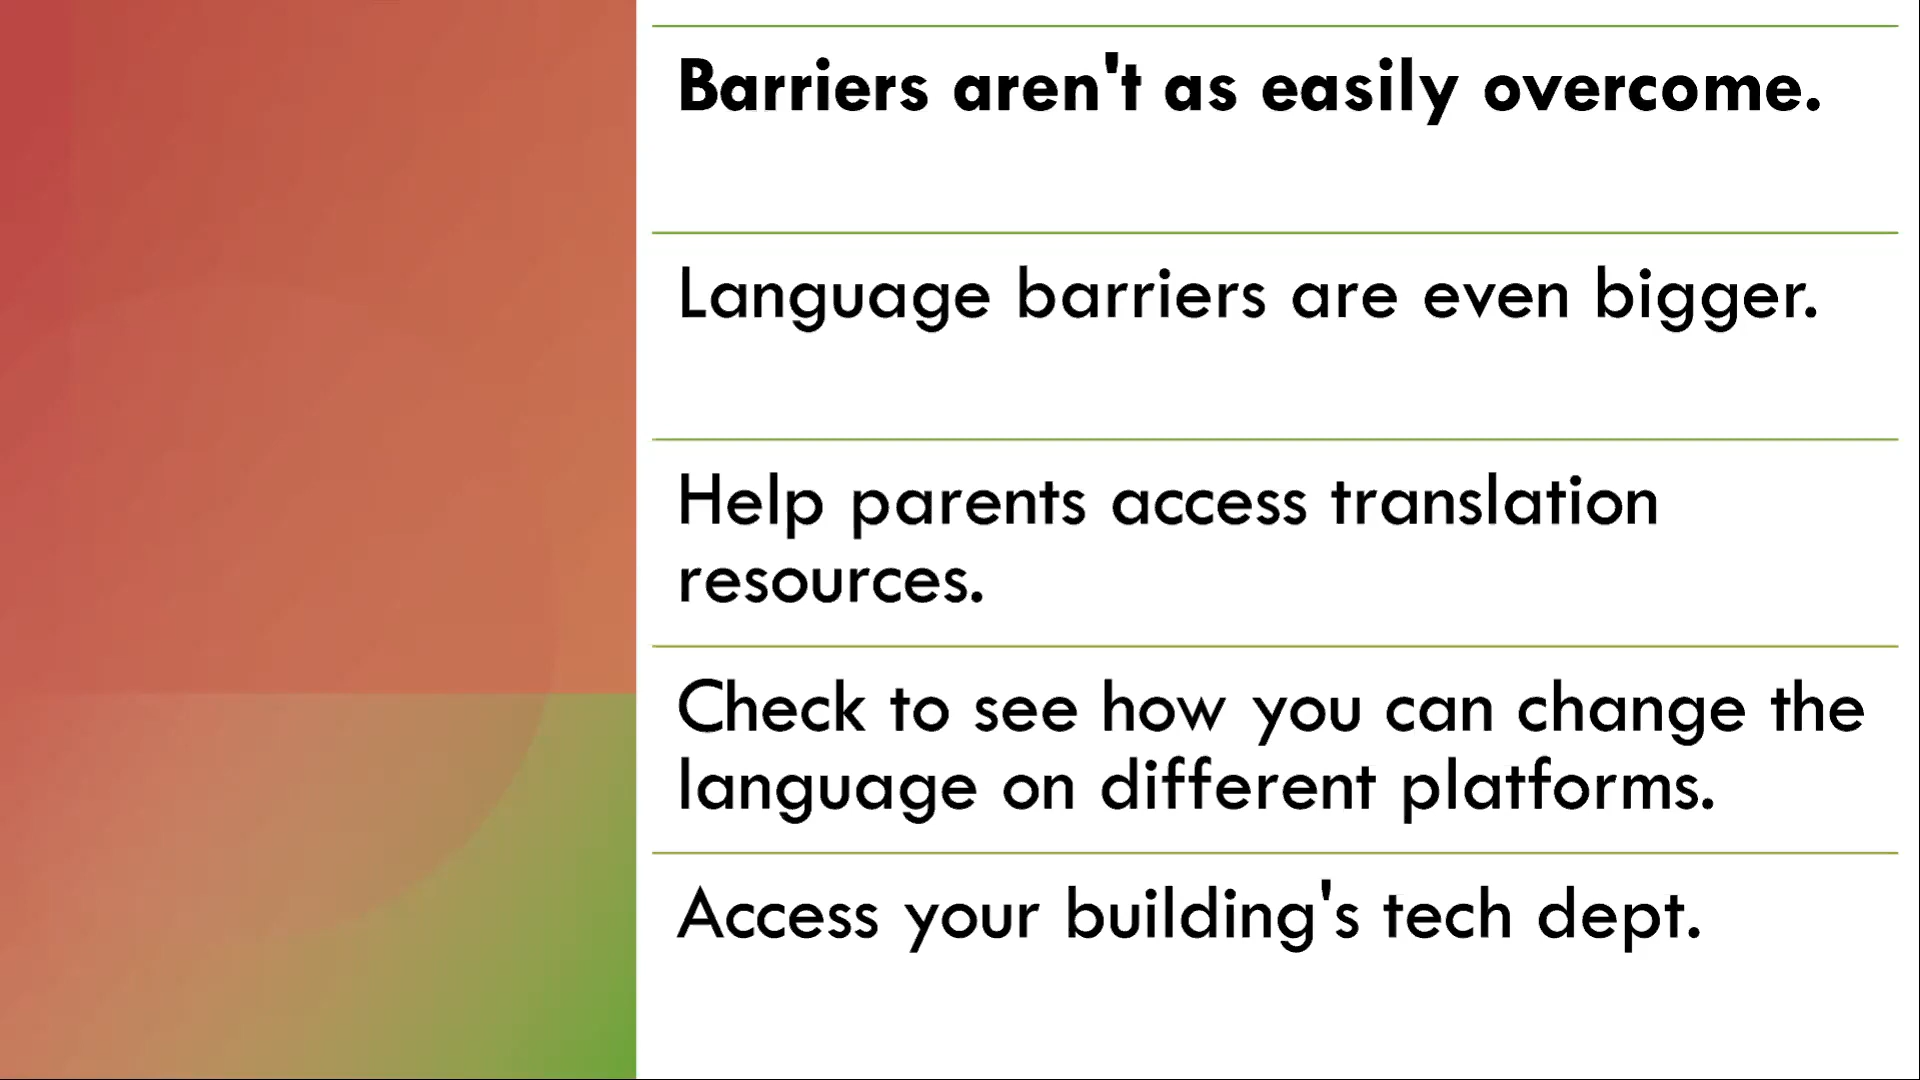 Barriers aren't as easily overcome.
Language barriers are even bigger.
Help parents access translation
resources.
Check to see how you can change the
language on different platforms.
Access your building's tech dept.